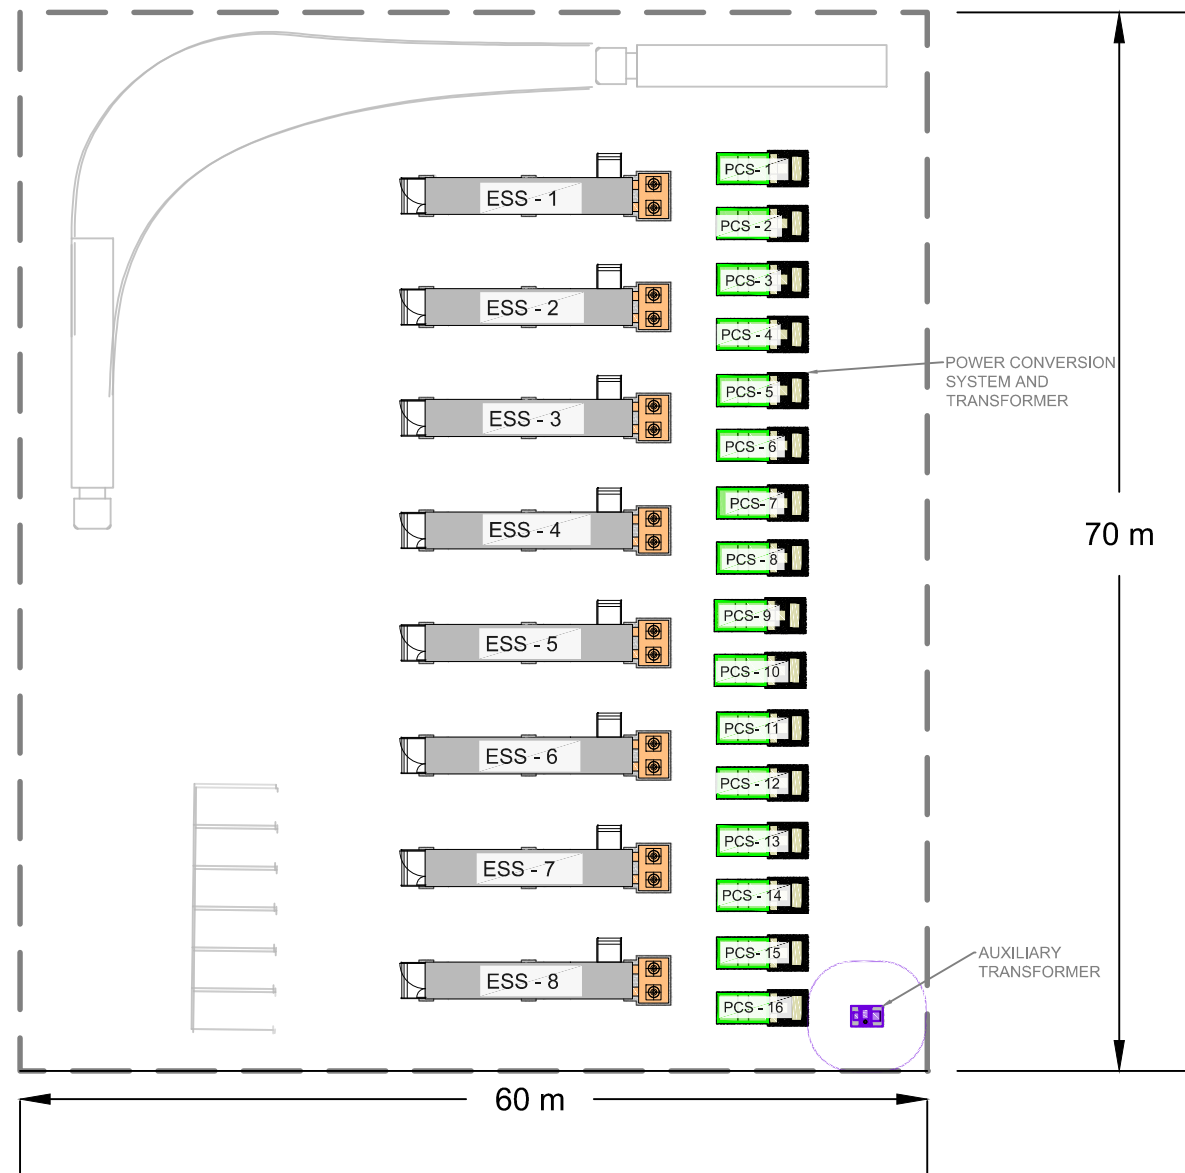 PCS- 1
ESS - 1
PCS - 2
PCS- 3
ESS - 2
PCS - 4
POWER CONVERSION
SYSTEM AND
TRANSFORMER
PCS- 5
ESS - 3
PCS - 6
PCS- 7
ESS - 4
70 m
PCS - 8
PCS- 9
ESS - 5
PCS - 10
PCS- 11
ESS - 6
PCS - 12
PCS- 13
ESS - 7
PCS - 14
PCS- 15
AUXILIARY
TRANSFORMER
ESS - 8
PCS - 16
60 m